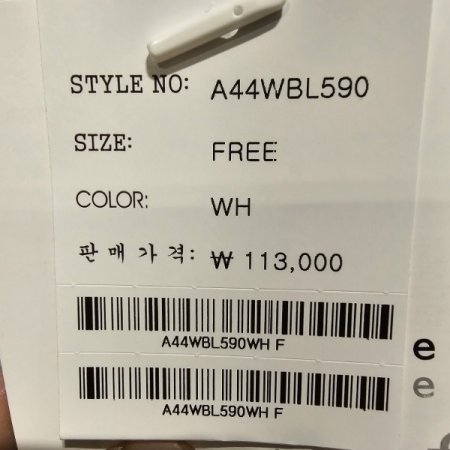 STYLE NO: A44WBL590
SIZE: FREE
COLOR: WH
판매가격: ₩ 113,000
A44WBL590WH F
e
A44WBL590WH F
e